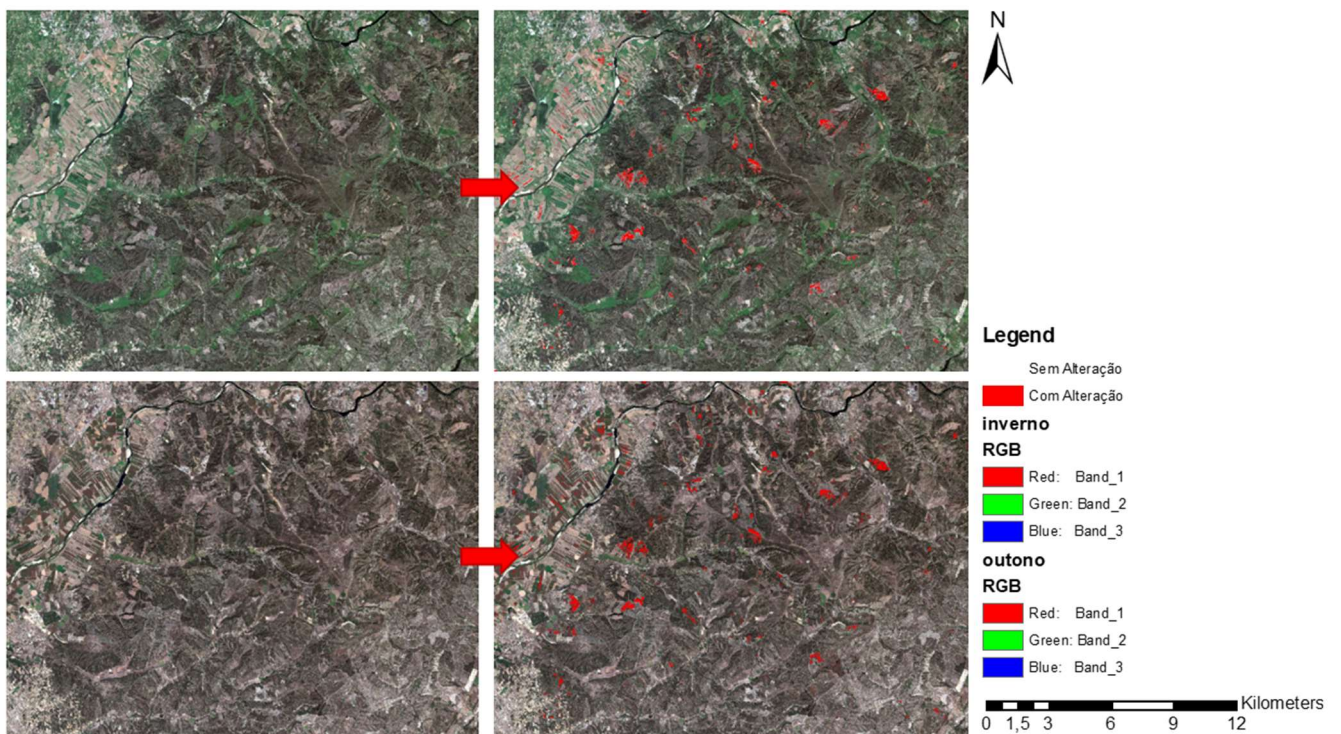 N
Legend
Sem Alteração
Com Alteração
inverno
RGB
Red: Band_1
Green: Band_2
Blue: Band_3
outono
RGB
Red: Band_1
Green: Band_2
Blue: Band_3
Kilometers
0 1,5 3 6 9 12